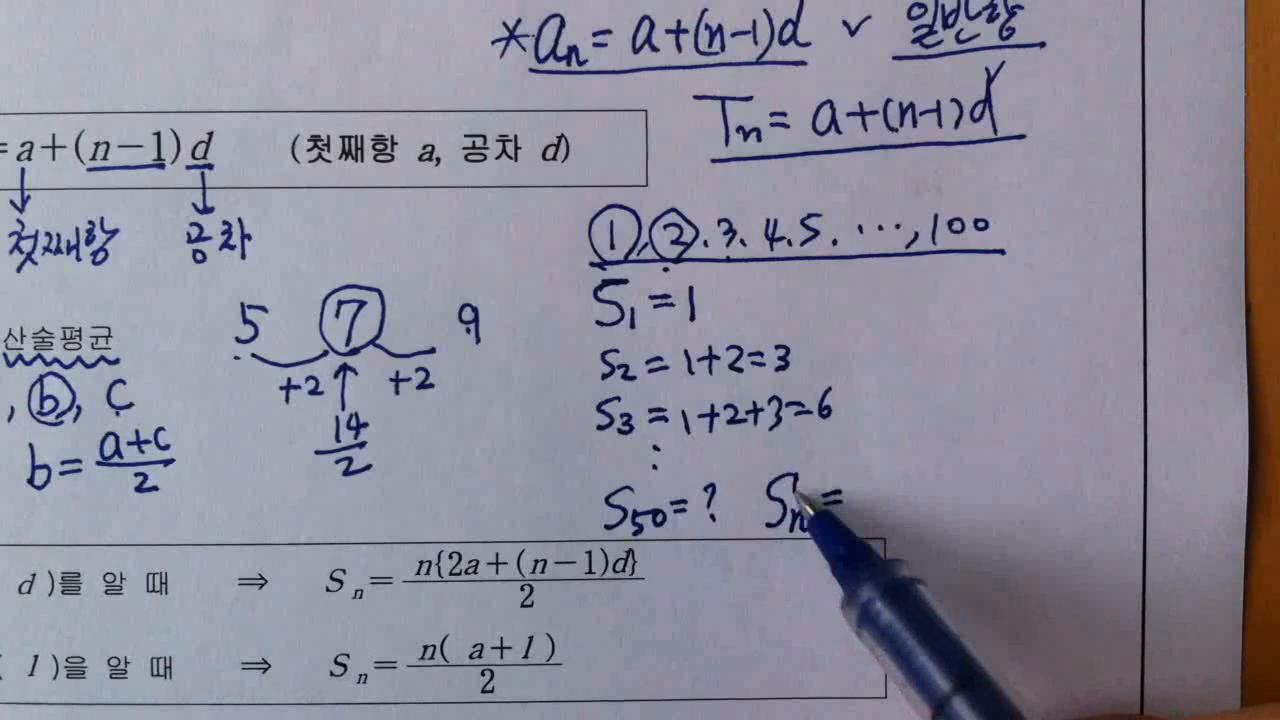 *aₙ = a+(n-1)d ∨ 일반항
Tₙ = a+(n-1)d
=a+(n-1)d (첫째항 a, 공차 d)
첫째항 공차
1, 2, 3, 4, 5, …, 100
S₁ = 1
S₂ = 1+2=3
S₃ = 1+2+3=6
⋮
S₅₀ = ? Sₙ =
산술평균
, b, c
b = (a+c)/2
5 7 9
+2 +2
14/2
d )를 알 때 ⇒ Sₙ = n{2a+(n-1)d}/2
l )을 알 때 ⇒ Sₙ = n( a+l )/2